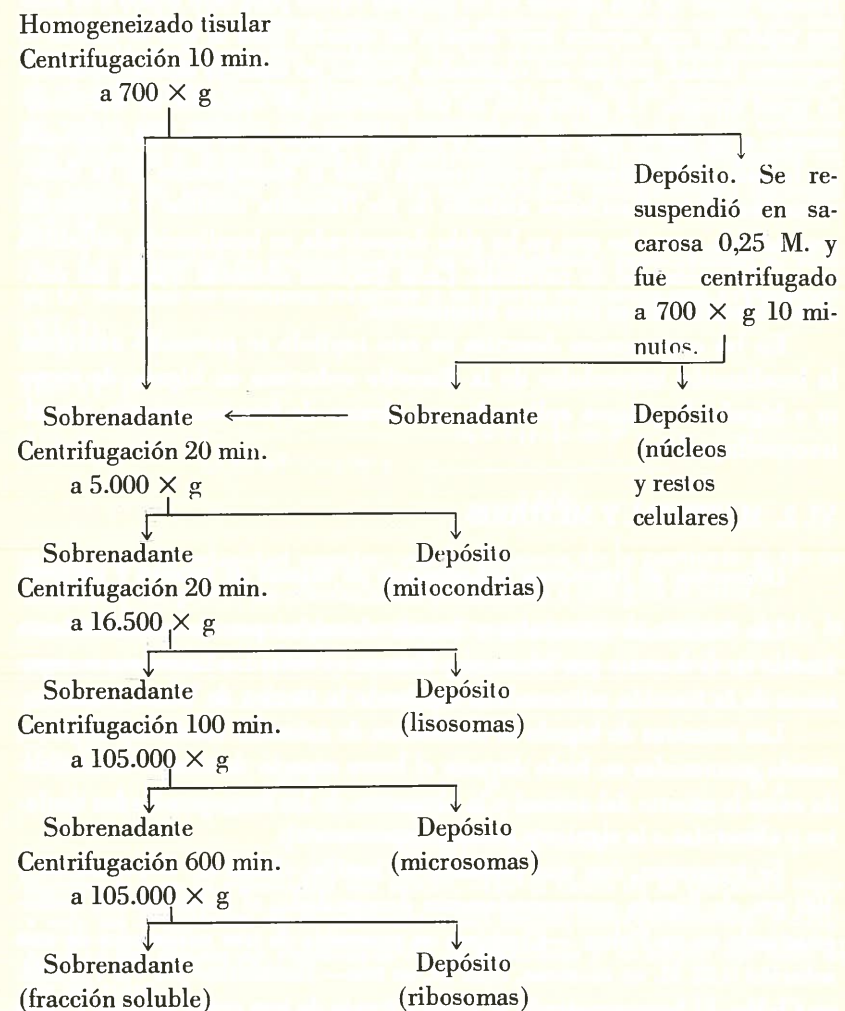 Homogeneizado tisular
Centrifugación 10 min.
a 700 × g
Depósito. Se re-
suspendió en sa-
carosa 0,25 M. y
fue centrifugado
a 700 × g 10 mi-
nutos.
Sobrenadante
Centrifugación 20 min.
a 5.000 × g
Sobrenadante
Depósito
(núcleos
y restos
celulares)
Sobrenadante
Centrifugación 20 min.
a 16.500 × g
Depósito
(mitocondrias)
Sobrenadante
Centrifugación 100 min.
a 105.000 × g
Depósito
(lisosomas)
Sobrenadante
Centrifugación 600 min.
a 105.000 × g
Depósito
(microsomas)
Sobrenadante
(fracción soluble)
Depósito
(ribosomas)